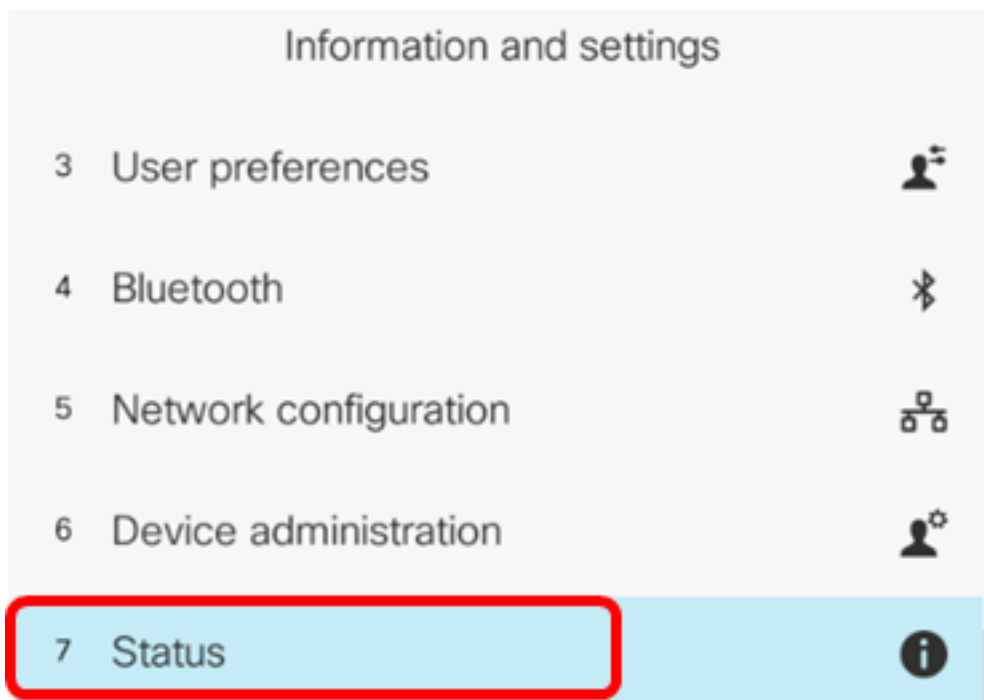 Information and settings
3 User preferences
4 Bluetooth
5 Network configuration
6 Device administration
7 Status